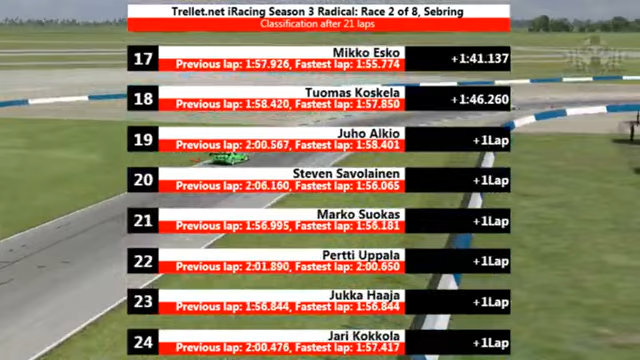 Trellet.net iRacing Season 3 Radical: Race 2 of 8, Sebring
Classification after 21 laps
17 Mikko Esko +1:41.137
Previous lap: 1:57.926, Fastest lap: 1:55.774
18 Tuomas Koskela +1:46.260
Previous lap: 1:58.420, Fastest lap: 1:57.850
19 Juho Alkio +1Lap
Previous lap: 2:00.567, Fastest lap: 1:58.401
20 Steven Savolainen +1Lap
Previous lap: 2:06.160, Fastest lap: 1:56.065
21 Marko Suokas +1Lap
Previous lap: 1:56.995, Fastest lap: 1:56.181
22 Pertti Uppala +1Lap
Previous lap: 2:01.890, Fastest lap: 2:00.650
23 Jukka Haaja +1Lap
Previous lap: 1:56.844, Fastest lap: 1:56.844
24 Jari Kokkola +1Lap
Previous lap: 2:00.476, Fastest lap: 1:57.417